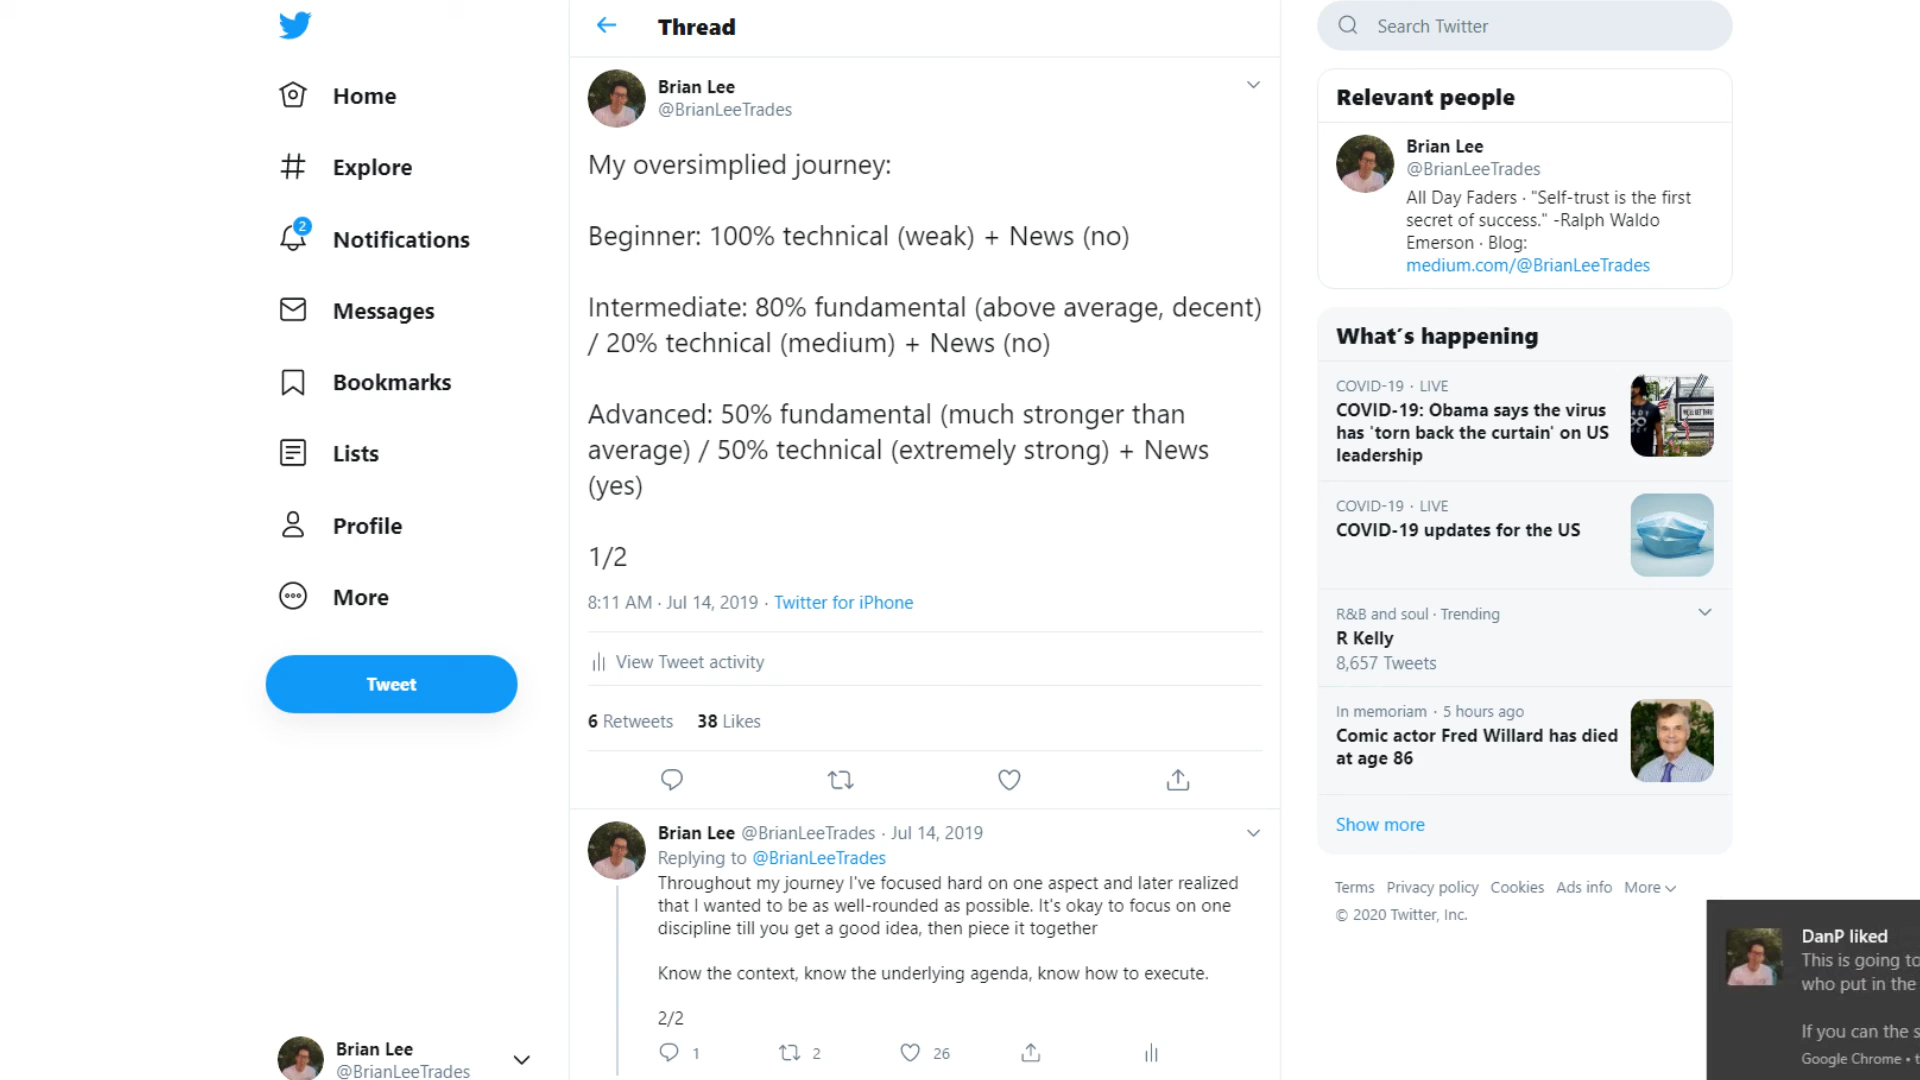 Home
Explore
2
Notifications
Messages
Bookmarks
Lists
Profile
More
Tweet
Brian Lee
@BrianLeeTrades
Thread
Brian Lee
@BrianLeeTrades
My oversimplied journey:
Beginner: 100% technical (weak) + News (no)
Intermediate: 80% fundamental (above average, decent)
/ 20% technical (medium) + News (no)
Advanced: 50% fundamental (much stronger than
average) / 50% technical (extremely strong) + News
(yes)
1/2
8:11 AM · Jul 14, 2019 · Twitter for iPhone
View Tweet activity
6 Retweets 38 Likes
Brian Lee @BrianLeeTrades · Jul 14, 2019
Replying to @BrianLeeTrades
Throughout my journey I've focused hard on one aspect and later realized
that I wanted to be as well-rounded as possible. It's okay to focus on one
discipline till you get a good idea, then piece it together
Know the context, know the underlying agenda, know how to execute.
2/2
1 2 26
Search Twitter
Relevant people
Brian Lee
@BrianLeeTrades
All Day Faders · "Self-trust is the first
secret of success." -Ralph Waldo
Emerson · Blog:
medium.com/@BrianLeeTrades
What's happening
COVID-19 · LIVE
COVID-19: Obama says the virus
has 'torn back the curtain' on US
leadership
COVID-19 · LIVE
COVID-19 updates for the US
R&B and soul · Trending
R Kelly
8,657 Tweets
In memoriam · 5 hours ago
Comic actor Fred Willard has died
at age 86
Show more
Terms Privacy policy Cookies Ads info More
© 2020 Twitter, Inc.
DanP liked
This is going to
who put in the
If you can the s
Google Chrome • t